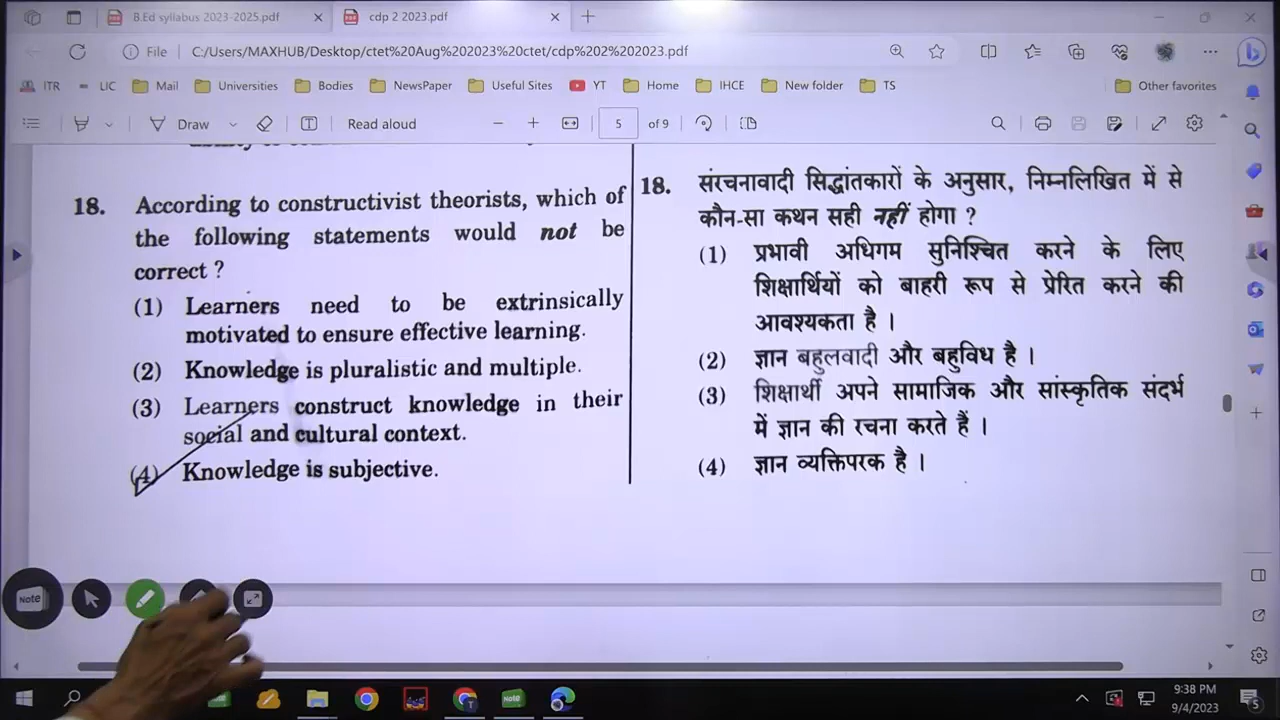 B.Ed syllabus 2023-2025.pdf
cdp 2 2023.pdf
File C:/Users/MAXHUB/Desktop/ctet%20Aug%202023%20ctet/cdp%202%202023.pdf
ITR LIC Mail Universities Bodies NewsPaper Useful Sites YT Home IHCE New folder TS Other favorites
Draw Read aloud 5 of 9
18. According to constructivist theorists, which of
the following statements would not be
correct ?
(1) Learners need to be extrinsically
motivated to ensure effective learning.
(2) Knowledge is pluralistic and multiple.
(3) Learners construct knowledge in their
social and cultural context.
(4) Knowledge is subjective.
18. संरचनावादी सिद्धांतकारों के अनुसार, निम्नलिखित में से
कौन-सा कथन सही नहीं होगा ?
(1) प्रभावी अधिगम सुनिश्चित करने के लिए
शिक्षार्थियों को बाहरी रूप से प्रेरित करने की
आवश्यकता है ।
(2) ज्ञान बहुलवादी और बहुविध है ।
(3) शिक्षार्थी अपने सामाजिक और सांस्कृतिक संदर्भ
में ज्ञान की रचना करते हैं ।
(4) ज्ञान व्यक्तिपरक है ।
Note
Note
9:38 PM
9/4/2023
5